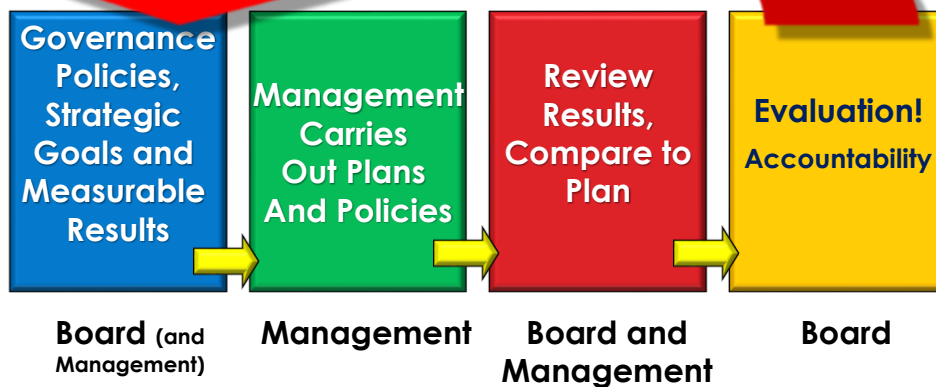 Governance
Policies,
Strategic
Goals and
Measurable
Results
Management
Carries
Out Plans
And Policies
Review
Results,
Compare to
Plan
Evaluation!
Accountability
Board (and
Management)
Management
Board and
Management
Board